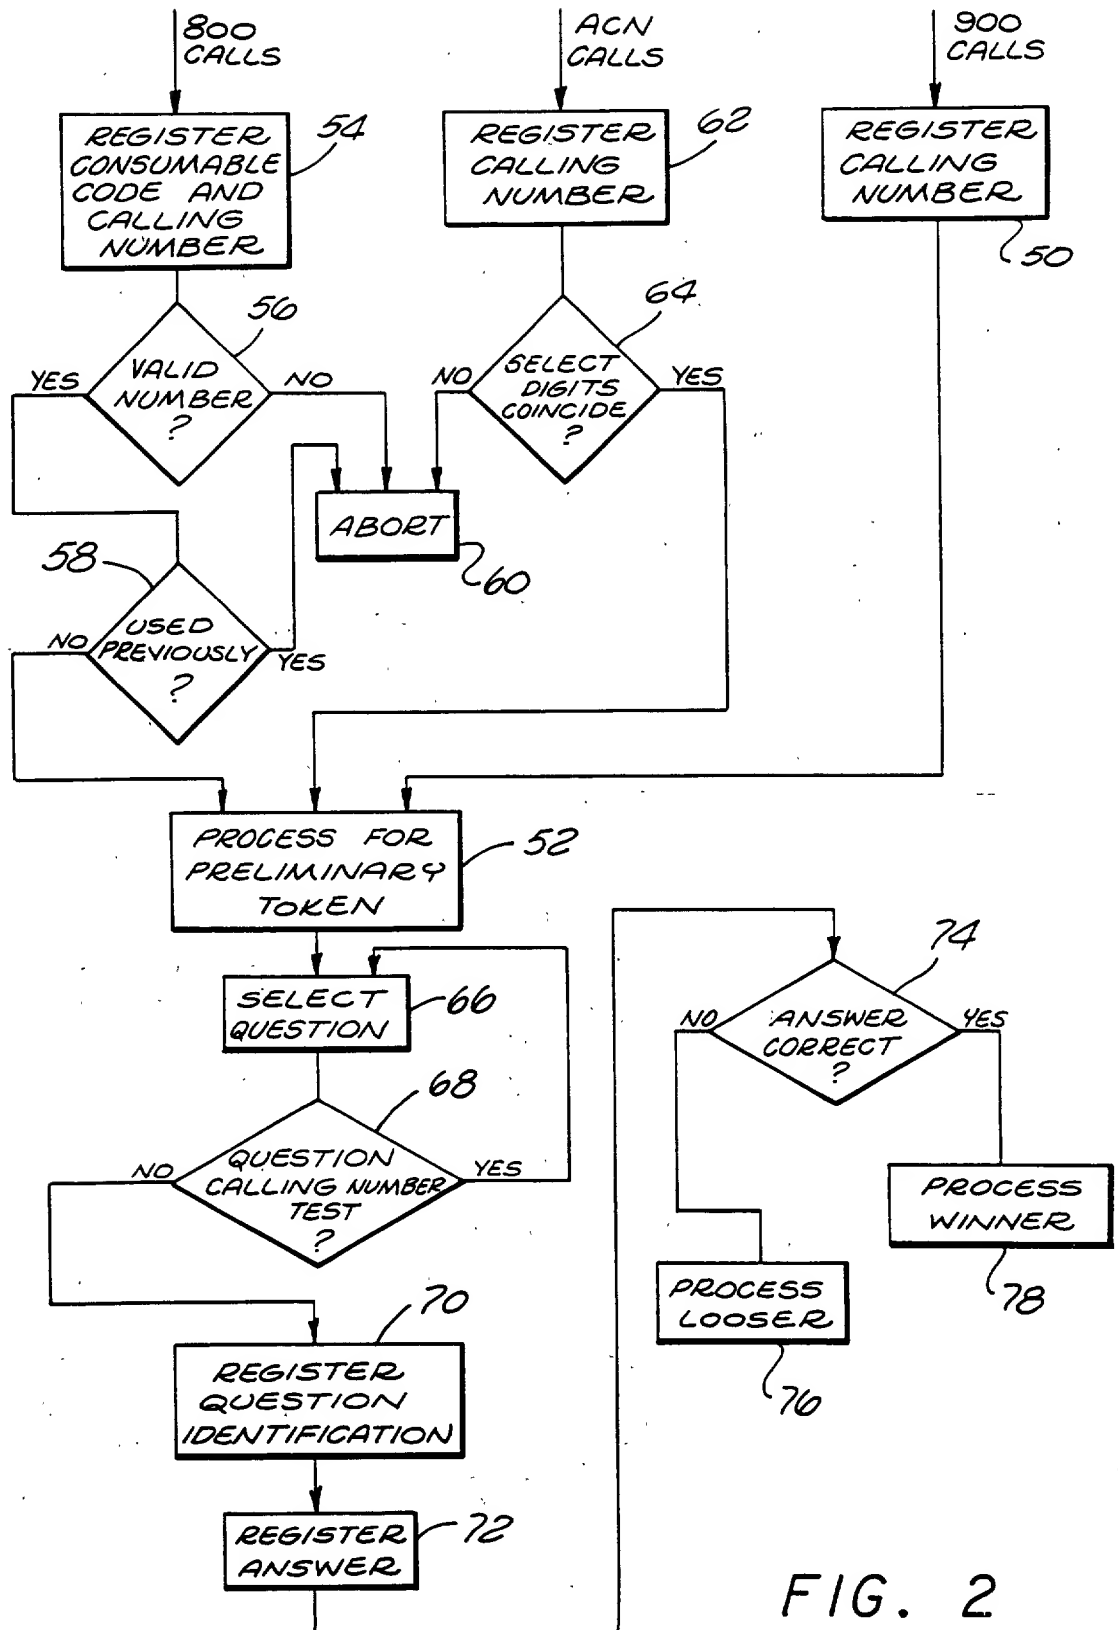 800
CALLS
ACN
CALLS
900
CALLS
REGISTER
CONSUMABLE
CODE AND
CALLING
NUMBER
54
REGISTER
CALLING
NUMBER
62
REGISTER
CALLING
NUMBER
50
VALID
NUMBER
?
56
YES
NO
SELECT
DIGITS
COINCIDE
?
64
NO
YES
ABORT
60
USED
PREVIOUSLY
?
58
NO
YES
PROCESS FOR
PRELIMINARY
TOKEN
52
SELECT
QUESTION
66
QUESTION
CALLING NUMBER
TEST
?
68
NO
YES
REGISTER
QUESTION
IDENTIFICATION
70
REGISTER
ANSWER
72
ANSWER
CORRECT
?
74
NO
YES
PROCESS
LOOSER
76
PROCESS
WINNER
78
FIG. 2